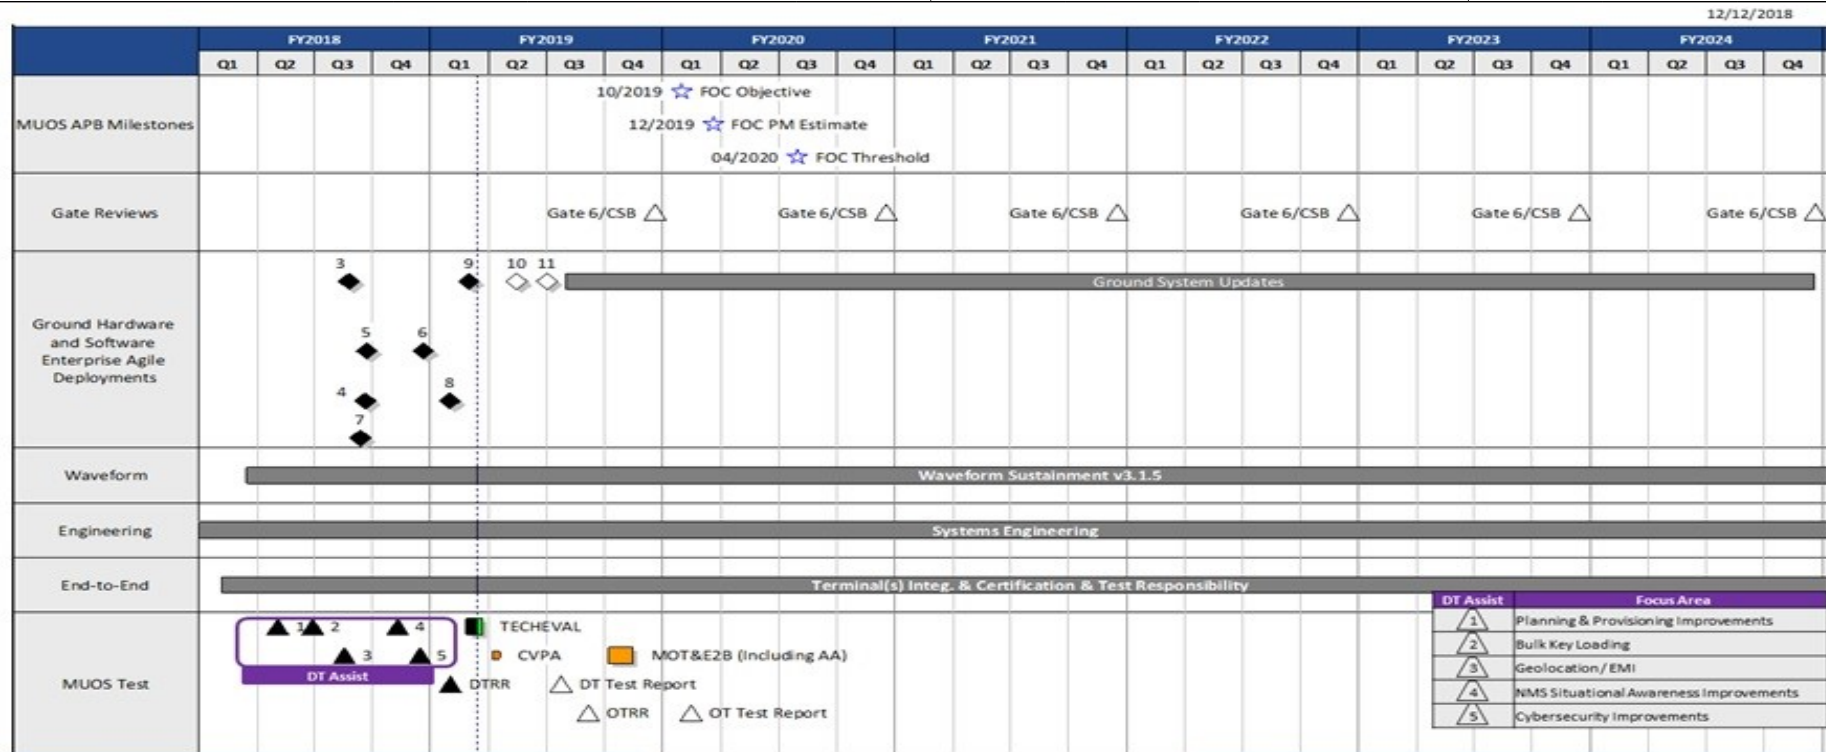 12/12/2018
FY2018 FY2019 FY2020 FY2021 FY2022 FY2023 FY2024
Q1 Q2 Q3 Q4 Q1 Q2 Q3 Q4 Q1 Q2 Q3 Q4 Q1 Q2 Q3 Q4 Q1 Q2 Q3 Q4 Q1 Q2 Q3 Q4 Q1 Q2 Q3 Q4
MUOS APB Milestones
10/2019 FOC Objective
12/2019 FOC PM Estimate
04/2020 FOC Threshold
Gate Reviews
Gate 6/CSB Gate 6/CSB Gate 6/CSB Gate 6/CSB Gate 6/CSB Gate 6/CSB
Ground Hardware
and Software
Enterprise Agile
Deployments
3 9 10 11
Ground System Updates
5 6
4 8
7
Waveform
Waveform Sustainment v3.1.5
Engineering
Systems Engineering
End-to-End
Terminal(s) Integ. & Certification & Test Responsibility
MUOS Test
1 2 4 TECHEVAL
3 5 CVPA MOT&E2B (Including AA)
DT Assist
DTRR DT Test Report
OTRR OT Test Report
DT Assist Focus Area
1 Planning & Provisioning Improvements
2 Bulk Key Loading
3 Geolocation/EMI
4 NMS Situational Awareness Improvements
5 Cybersecurity Improvements